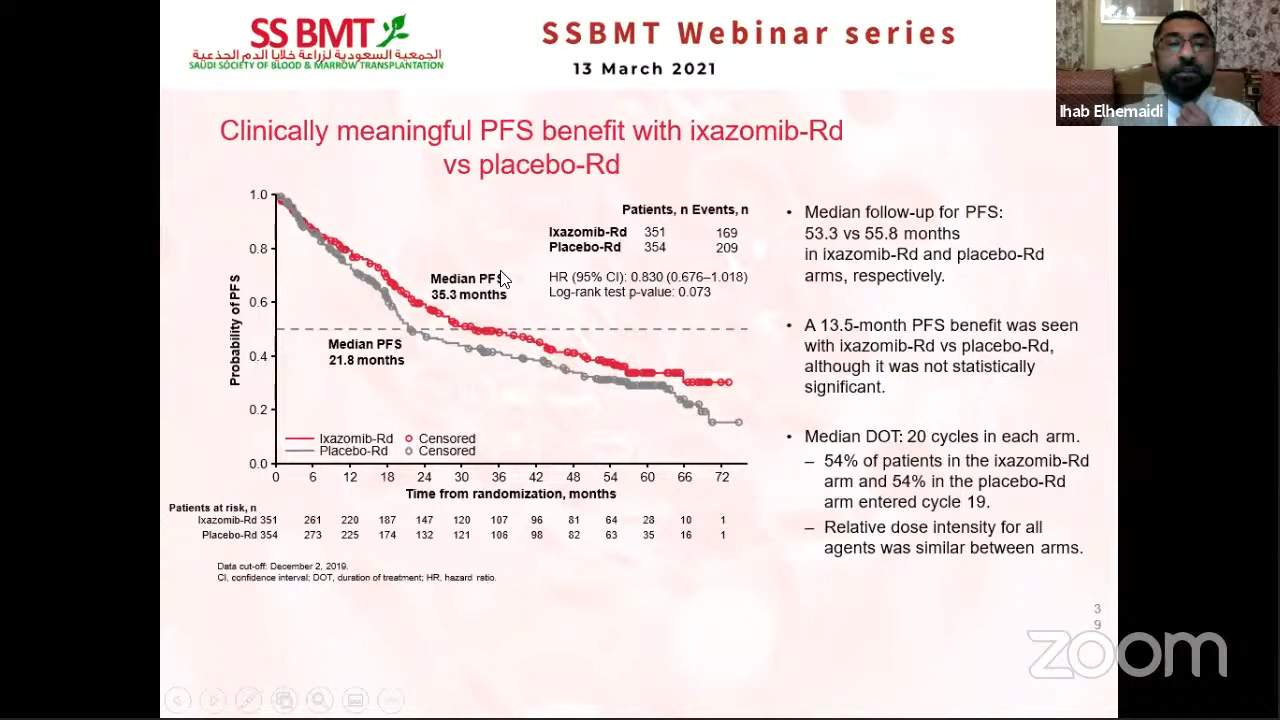 SSBMT
الجمعية السعودية لزراعة خلايا الدم الجذعية
SAUDI SOCIETY OF BLOOD & MARROW TRANSPLANTATION
SSBMT Webinar series
13 March 2021
Ihab Elhemaidi
Clinically meaningful PFS benefit with ixazomib-Rd
vs placebo-Rd
Probability of PFS
1.0
0.8
0.6
0.4
0.2
0.0
Patients, n Events, n
Ixazomib-Rd 351 169
Placebo-Rd 354 209
HR (95% CI): 0.830 (0.676–1.018)
Log-rank test p-value: 0.073
Median PFS
35.3 months
Median PFS
21.8 months
Ixazomib-Rd Censored
Placebo-Rd Censored
0 6 12 18 24 30 36 42 48 54 60 66 72
Time from randomization, months
Patients at risk, n
Ixazomib-Rd 351 261 220 187 147 120 107 96 81 64 28 10 1
Placebo-Rd 354 273 225 174 132 121 106 98 82 63 35 16 1
Data cut-off: December 2, 2019.
CI, confidence interval; DOT, duration of treatment; HR, hazard ratio.
• Median follow-up for PFS:
53.3 vs 55.8 months
in ixazomib-Rd and placebo-Rd
arms, respectively.
• A 13.5-month PFS benefit was seen
with ixazomib-Rd vs placebo-Rd,
although it was not statistically
significant.
• Median DOT: 20 cycles in each arm.
– 54% of patients in the ixazomib-Rd
arm and 54% in the placebo-Rd
arm entered cycle 19.
– Relative dose intensity for all
agents was similar between arms.
3
9
zoom